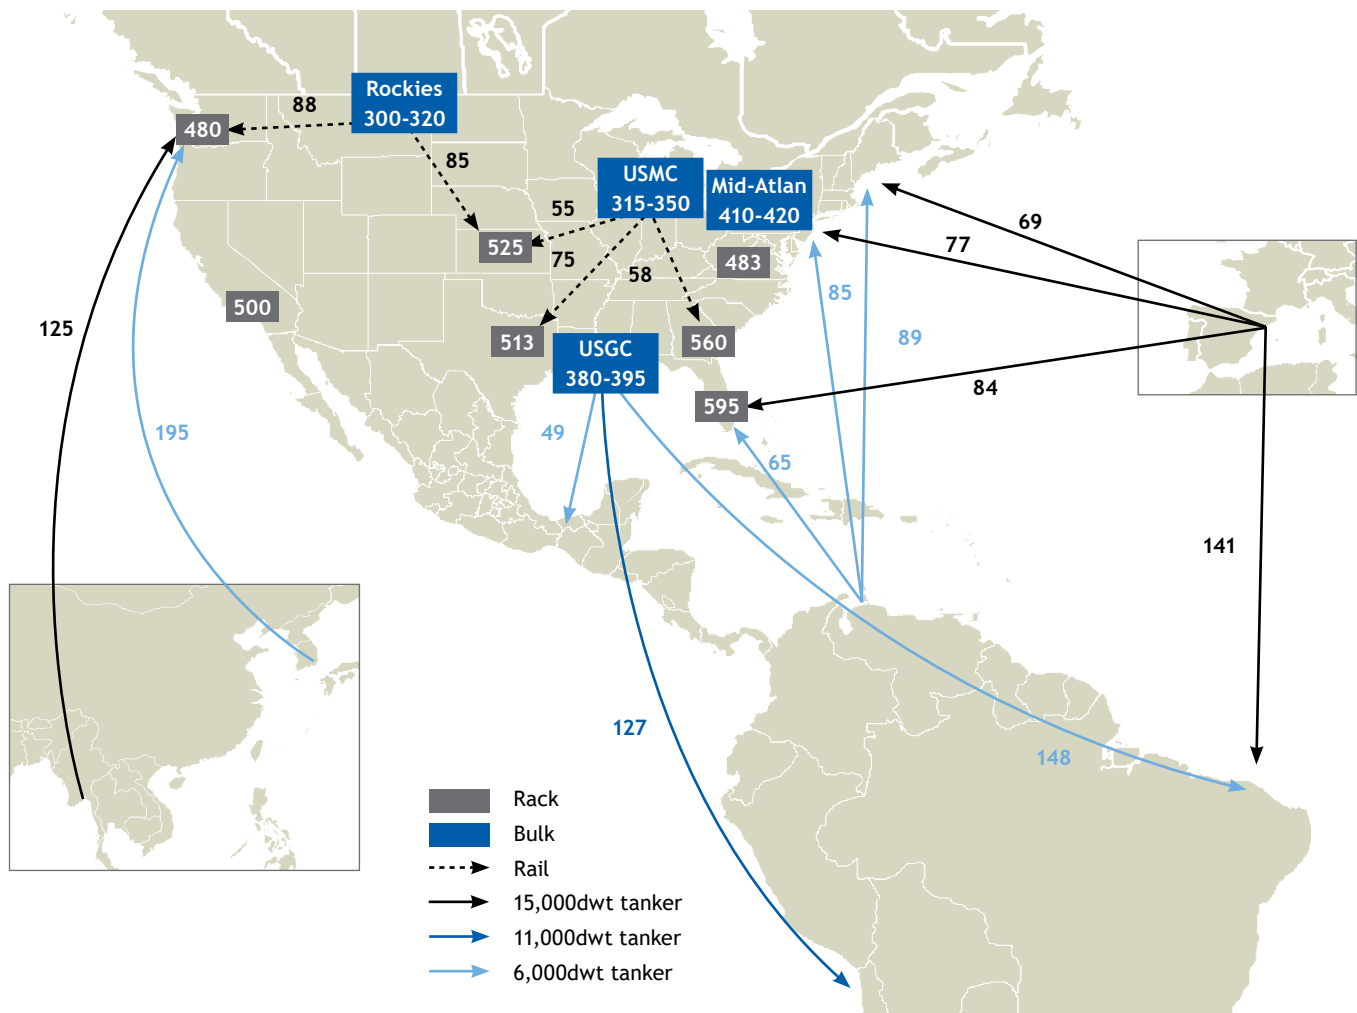 Rockies
300-320
88
480
85
USMC
315-350
Mid-Atlan
410-420
55
69
77
525
75
58
483
85
500
125
513
USGC
380-395
560
89
84
595
49
195
65
141
127
148
Rack
Bulk
Rail
15,000dwt tanker
11,000dwt tanker
6,000dwt tanker